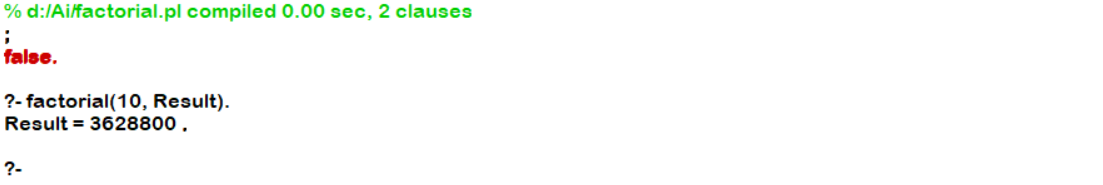 % d:/Ai/factorial.pl compiled 0.00 sec, 2 clauses
;
false.
?- factorial(10, Result).
Result = 3628800 .
?-